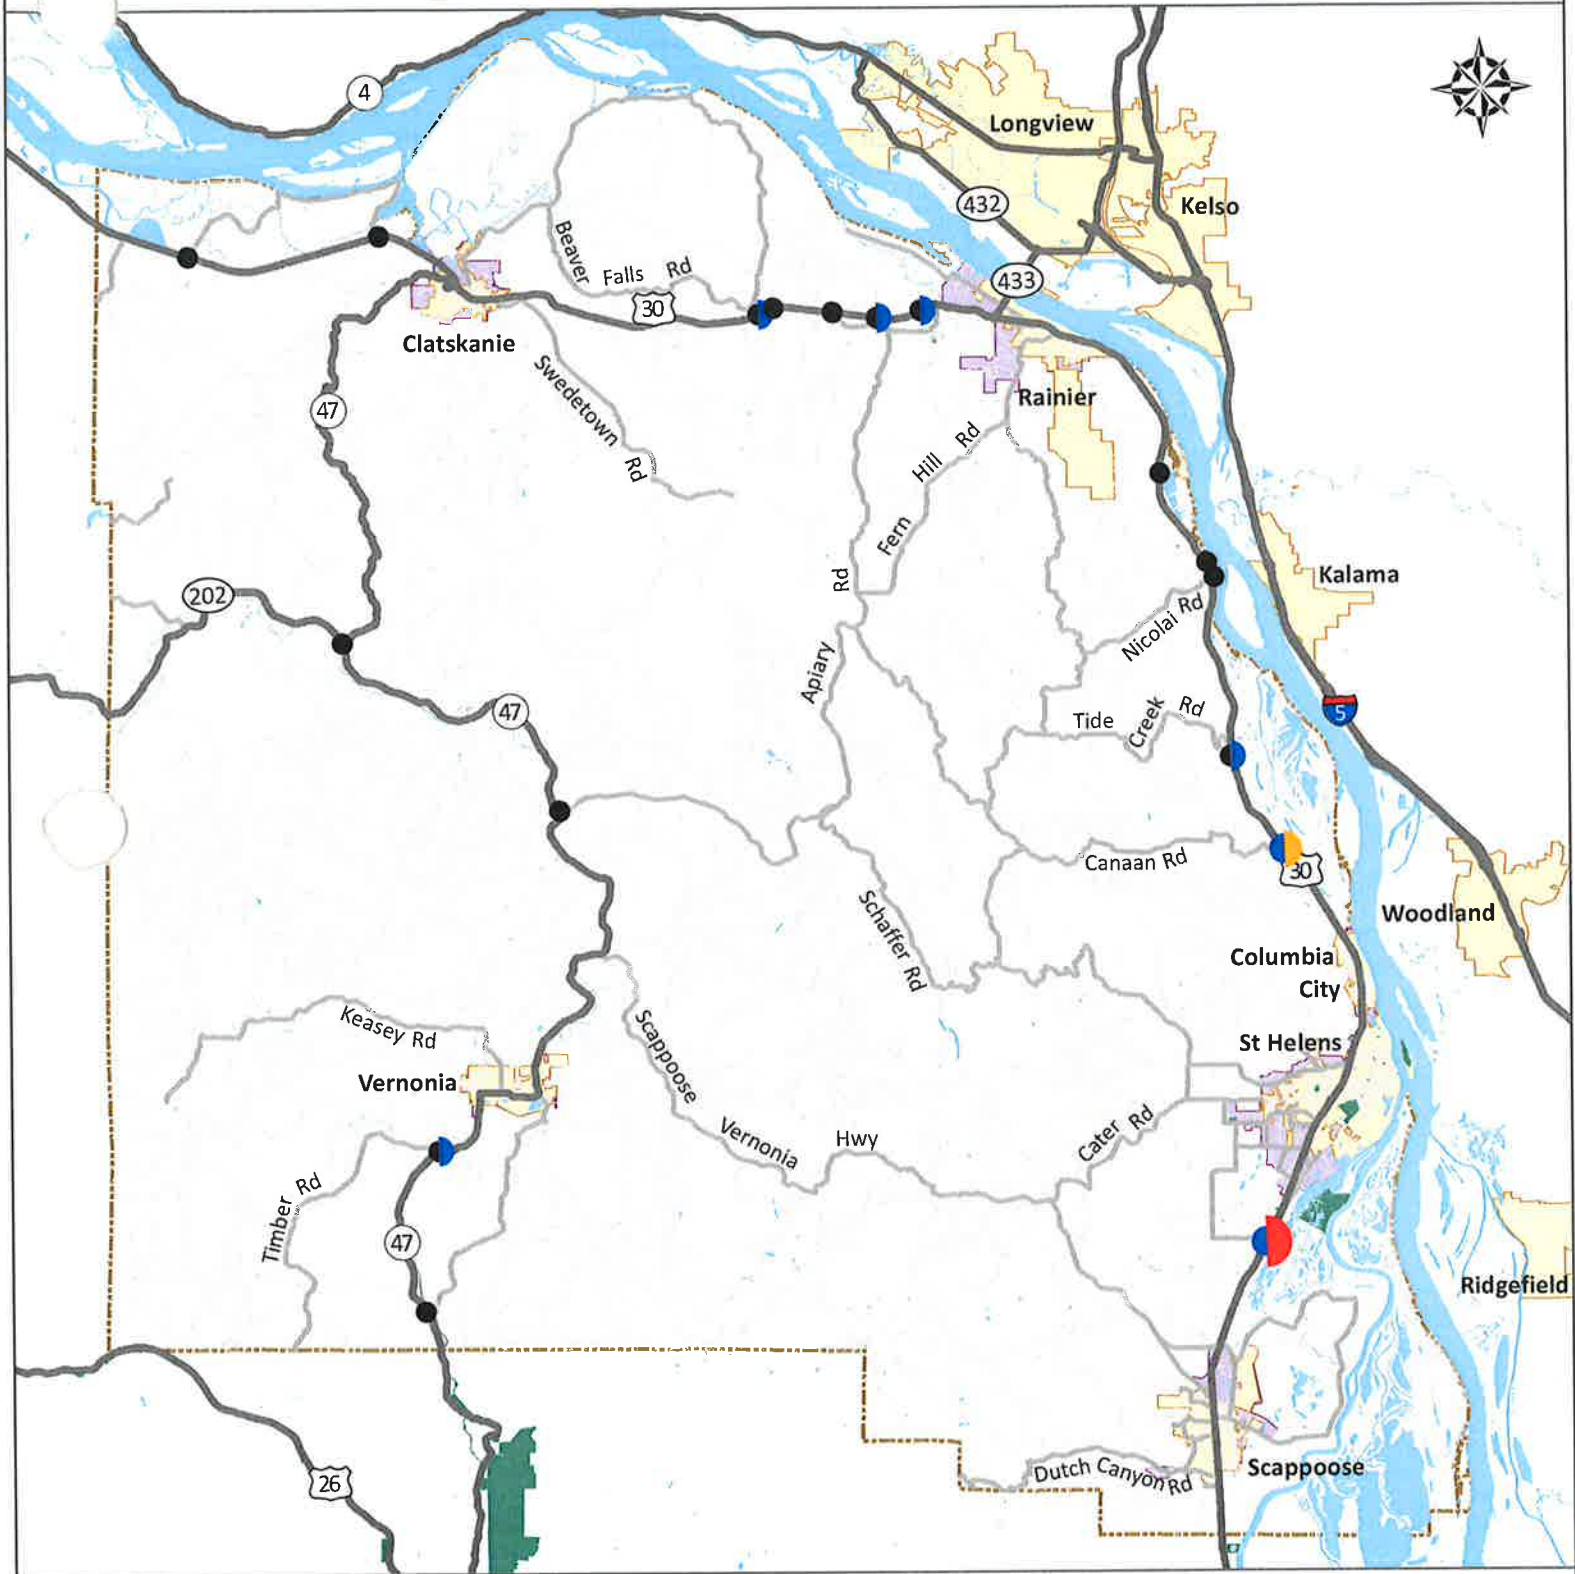 4
Longview
432
Kelso
433
Beaver
Falls
Rd
30
Clatskanie
Swedetown
Rd
47
Rainier
Hill
Rd
Fern
Rd
Kalama
202
Nicolai Rd
Apiary
47
Tide
Creek
Rd
5
Canaan Rd
30
Schaffer Rd
Woodland
Columbia
City
Keasey Rd
St Helens
Scappoose
Vernonia
Cater
Rd
Vernonia
Hwy
Timber
Rd
47
Ridgefield
26
Dutch Canyon Rd
Scappoose